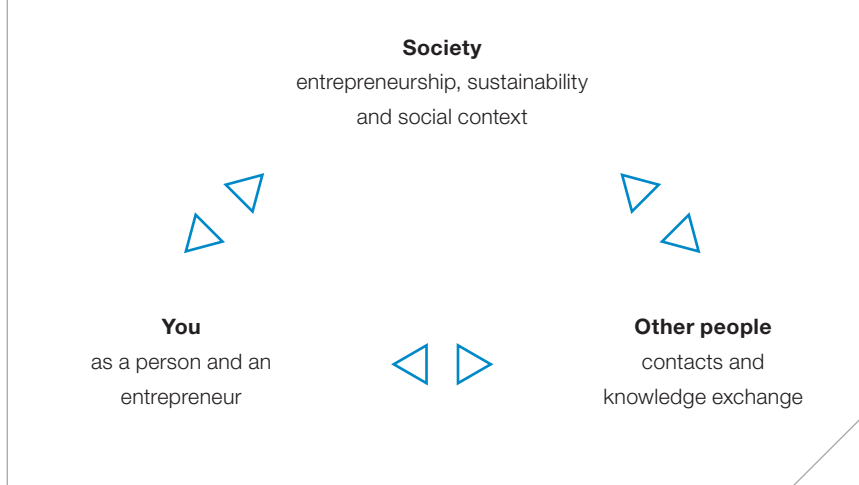 Society
entrepreneurship, sustainability
and social context
You
as a person and an
entrepreneur
Other people
contacts and
knowledge exchange